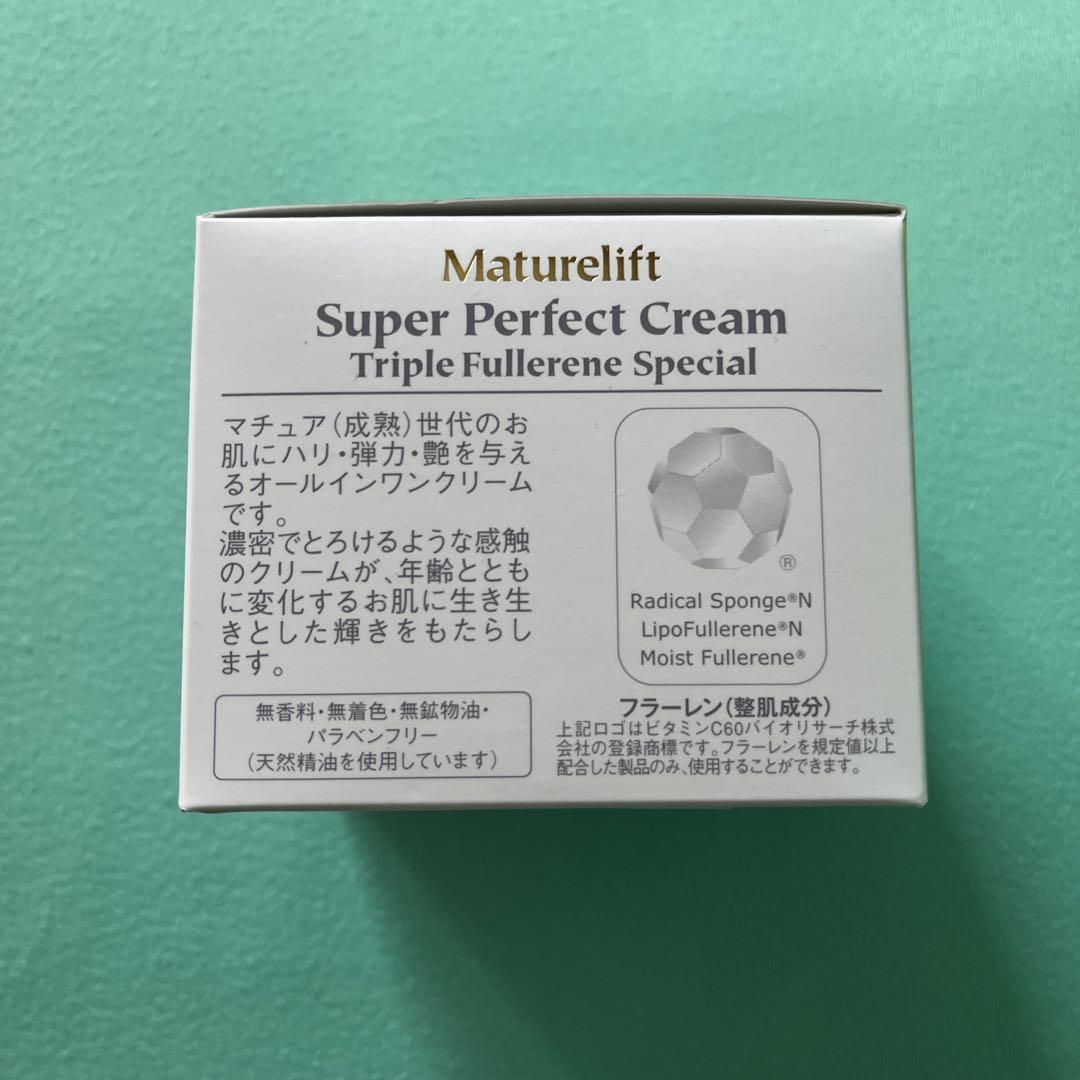 Maturelift
Super Perfect Cream
Triple Fullerene Special
マチュア(成熟)世代のお
肌にハリ・弾力・艶を与え
るオールインワンクリーム
です。
濃密でとろけるような感触
のクリームが、年齢ととも
に変化するお肌に生き生
きとした輝きをもたらし
ます。
無香料・無着色・無鉱物油・
パラベンフリー
(天然精油を使用しています)
®
Radical Sponge®N
LipoFullerene®N
Moist Fullerene®
フラーレン(整肌成分)
上記ロゴはビタミンC60バイオリサーチ株式
会社の登録商標です。フラーレンを規定値以上
配合した製品のみ、使用することができます。